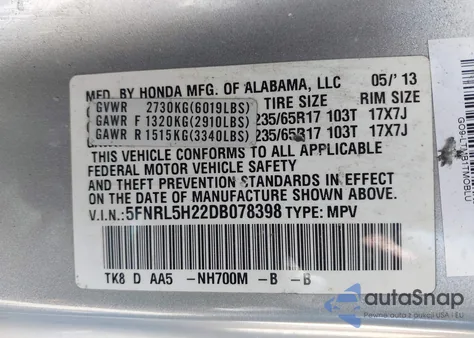 MFD. BY HONDA MFG. OF ALABAMA, LLC 05/'13
GVWR 2730KG(6019LBS) TIRE SIZE RIM SIZE
GAWR F 1320KG(2910LBS) 235/65R17 103T 17X7J
GAWR R 1515KG(3340LBS) 235/65R17 103T 17X7J
THIS VEHICLE CONFORMS TO ALL APPLICABLE
FEDERAL MOTOR VEHICLE SAFETY
AND THEFT PREVENTION STANDARDS IN EFFECT
ON THE DATE OF MANUFACTURE SHOWN ABOVE.
V.I.N.:5FNRL5H22DB078398 TYPE: MPV
TK8 D AA5 -NH700M -B -B
autoSnap